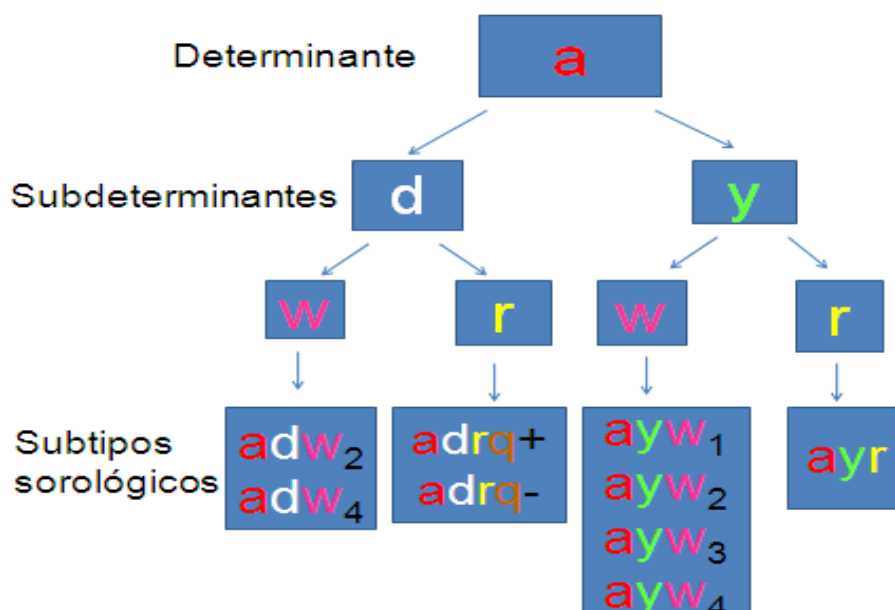 Determinante
a
Subdeterminantes
d
y
w
r
w
r
Subtipos
sorológicos
adw₂
adw₄
adrq+
adrq-
ayw₁
ayw₂
ayw₃
ayw₄
ayr